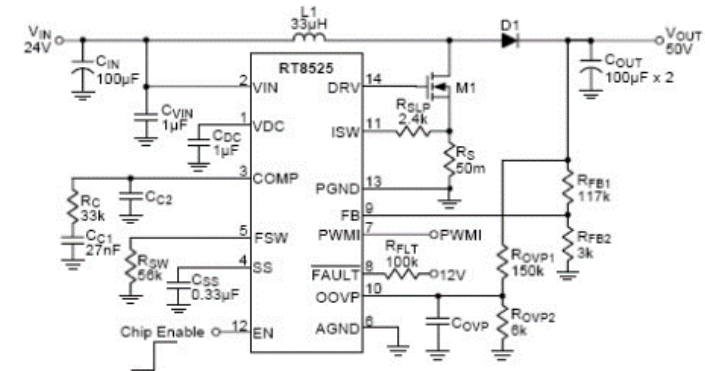 L1
33µH
VIN
24V
D1
VOUT
50V
CIN
100µF
COUT
100µF x 2
RT8525
2 VIN
DRV 14
M1
CVIN
1µF
1 VDC
RSLP
2.4k
ISW 11
CDC
1µF
RS
50m
3 COMP
PGND 13
RC
33k
CC2
FB 9
RFB1
117k
CC1
27nF
5 FSW
PWMI 7
PWMI
RFB2
3k
RSW
56k
4 SS
RFLT
100k
FAULT 8
12V
ROVP1
150k
CSS
0.33µF
OOVP 10
COVP
ROVP2
6k
Chip Enable
12 EN
AGND 6